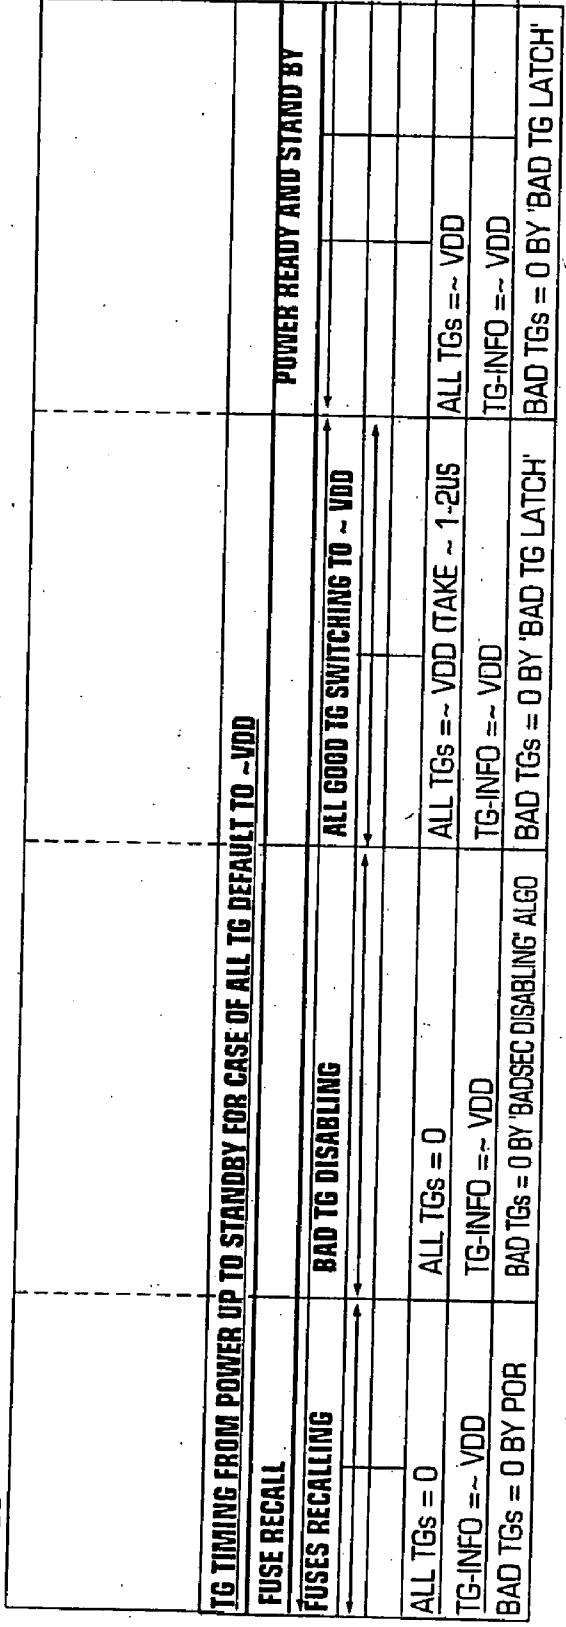 TG TIMING FROM POWER UP TO STANDBY FOR CASE OF ALL TG DEFAULT TO ~VDD
FUSE RECALL
POWER READY AND STAND BY
FUSES RECALLING
BAD TG DISABLING
ALL GOOD TG SWITCHING TO ~ VDD
ALL TGs = 0
ALL TGs = 0
ALL TGs =~ VDD (TAKE ~ 1-2US
ALL TGs =~ VDD
TG-INFO =~ VDD
TG-INFO =~ VDD
TG-INFO =~ VDD
TG-INFO =~ VDD
BAD TGs = 0 BY POR
BAD TGs = 0 BY 'BADSEC DISABLING' ALGO
BAD TGs = 0 BY 'BAD TG LATCH'
BAD TGs = 0 BY 'BAD TG LATCH'